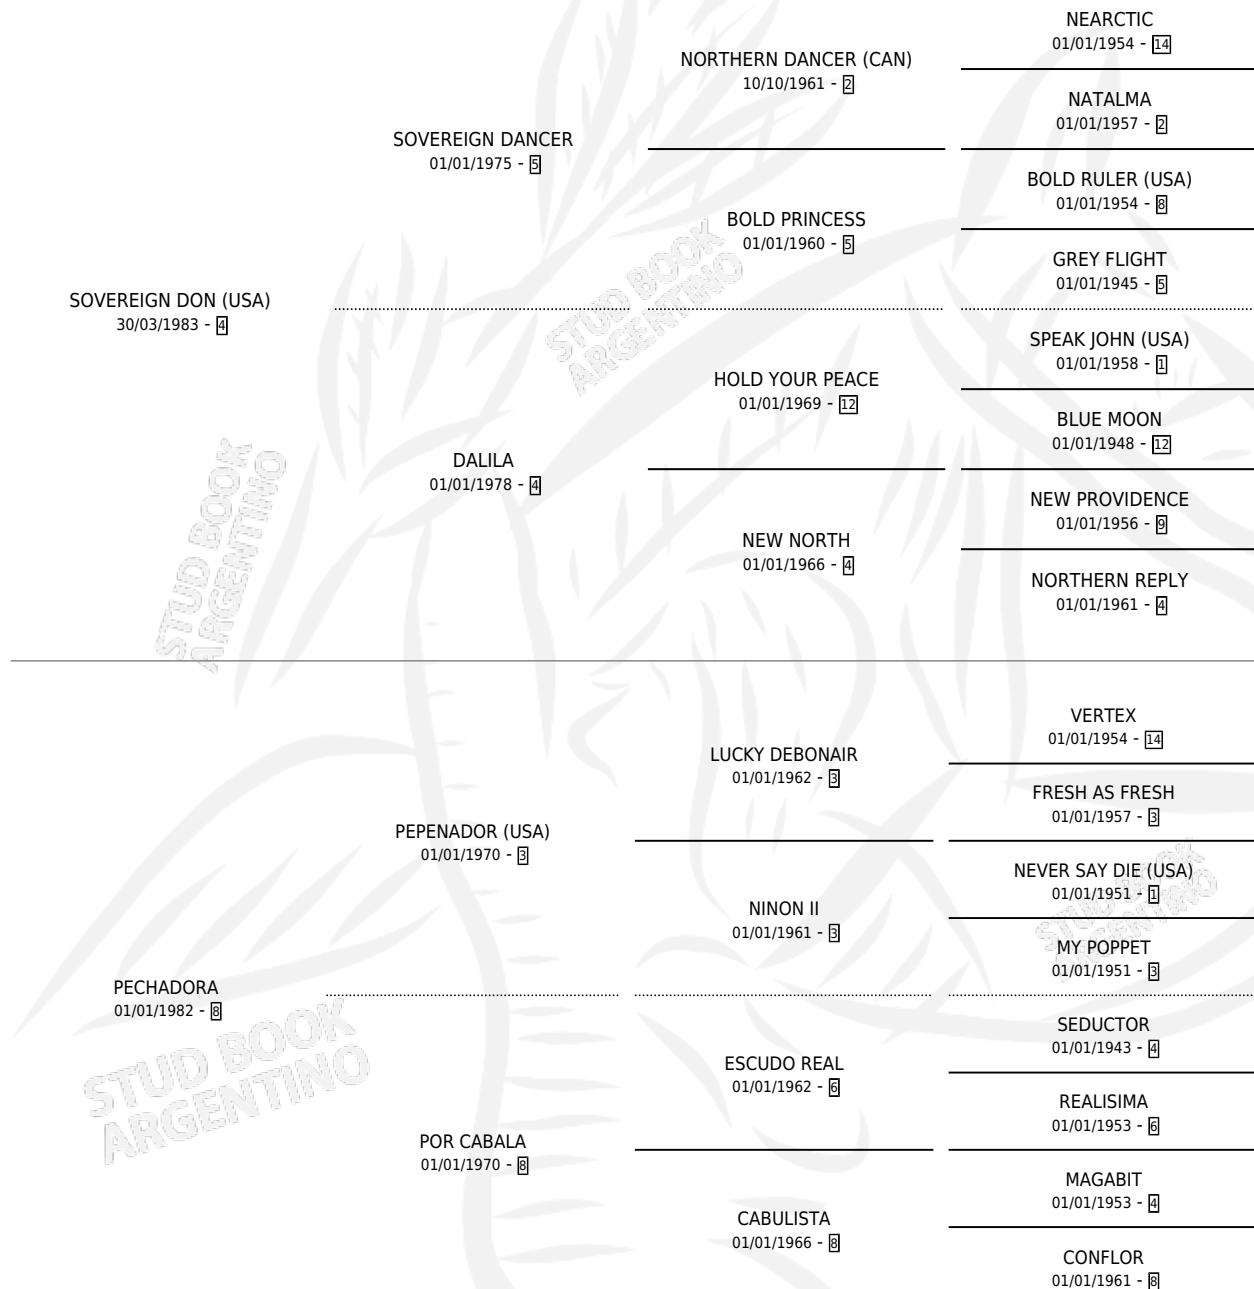 NEARCTIC
01/01/1954 - 14
NORTHERN DANCER (CAN)
10/10/1961 - 2
NATALMA
01/01/1957 - 2
SOVEREIGN DANCER
01/01/1975 - 5
BOLD RULER (USA)
01/01/1954 - 8
BOLD PRINCESS
01/01/1960 - 5
GREY FLIGHT
01/01/1945 - 5
SOVEREIGN DON (USA)
30/03/1983 - 4
SPEAK JOHN (USA)
01/01/1958 - 1
HOLD YOUR PEACE
01/01/1969 - 12
BLUE MOON
01/01/1948 - 12
DALILA
01/01/1978 - 4
NEW PROVIDENCE
01/01/1956 - 9
NEW NORTH
01/01/1966 - 4
NORTHERN REPLY
01/01/1961 - 4
VERTEX
01/01/1954 - 14
LUCKY DEBONAIR
01/01/1962 - 3
FRESH AS FRESH
01/01/1957 - 3
PEPENADOR (USA)
01/01/1970 - 3
NEVER SAY DIE (USA)
01/01/1951 - 1
NINON II
01/01/1961 - 3
MY POPPET
01/01/1951 - 3
PECHADORA
01/01/1982 - 8
SEDUCTOR
01/01/1943 - 4
ESCUDO REAL
01/01/1962 - 6
REALISIMA
01/01/1953 - 6
POR CABALA
01/01/1970 - 8
MAGABIT
01/01/1953 - 4
CABULISTA
01/01/1966 - 8
CONFLOR
01/01/1961 - 8
STUD BOOK
ARGENTINO
STUD BOOK
ARGENTINO
STUD BOOK
ARGENTINO
STUD BOOK
ARGENTINO